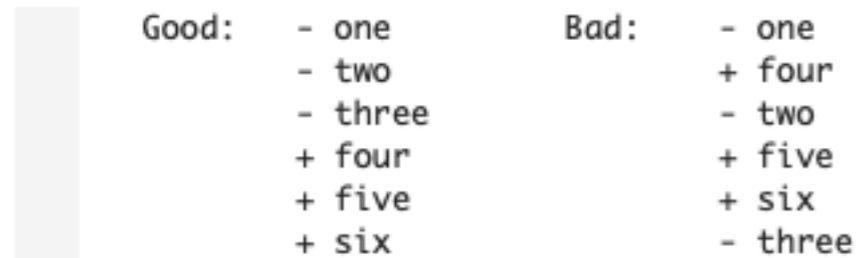 Good:    - one          Bad:    - one
         - two                  + four
         - three                - two
         + four                 + five
         + five                 + six
         + six                  - three